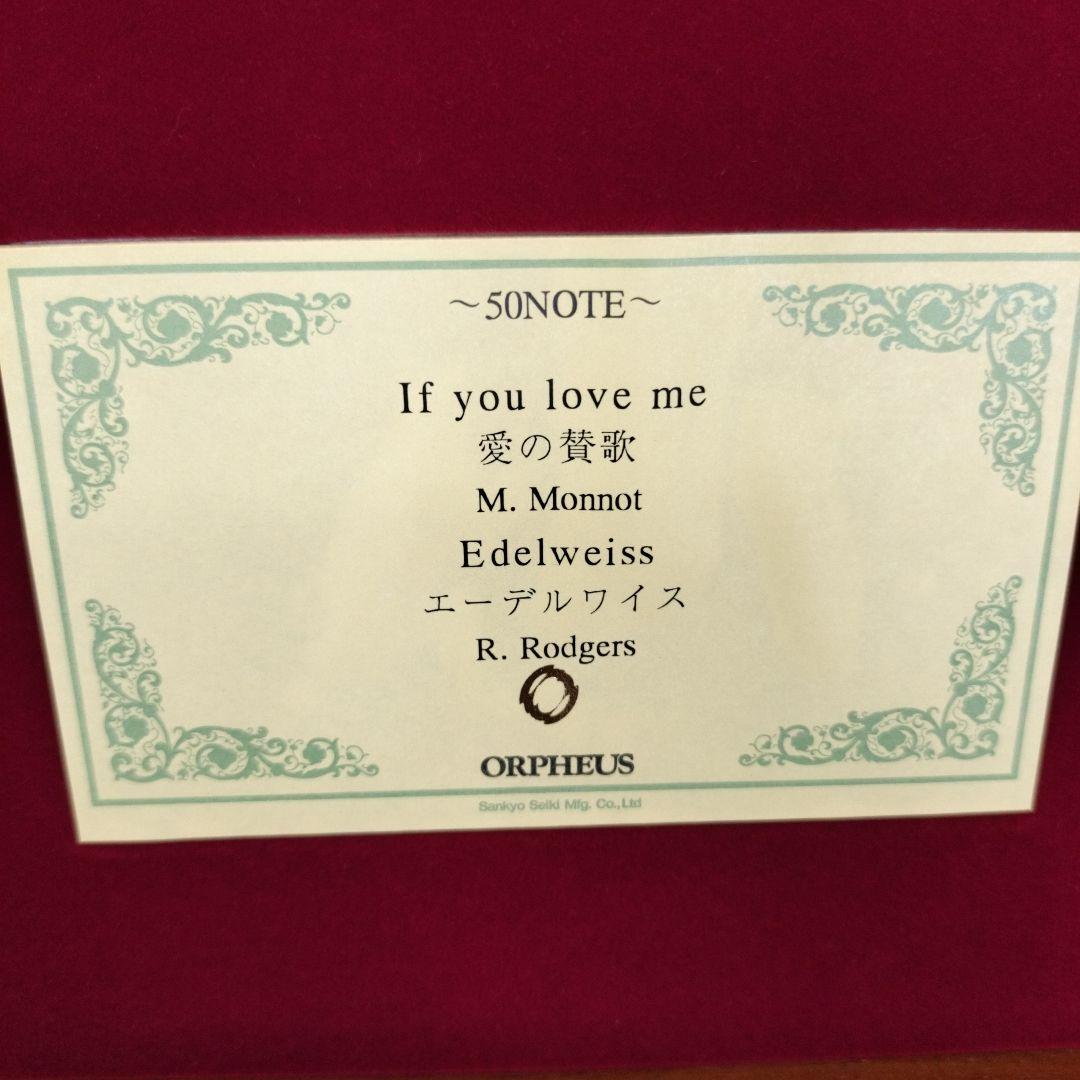 ～50NOTE～
If you love me
愛の賛歌
M. Monnot
Edelweiss
エーデルワイス
R. Rodgers
ORPHEUS
Sankyo Seiki Mfg. Co.,Ltd